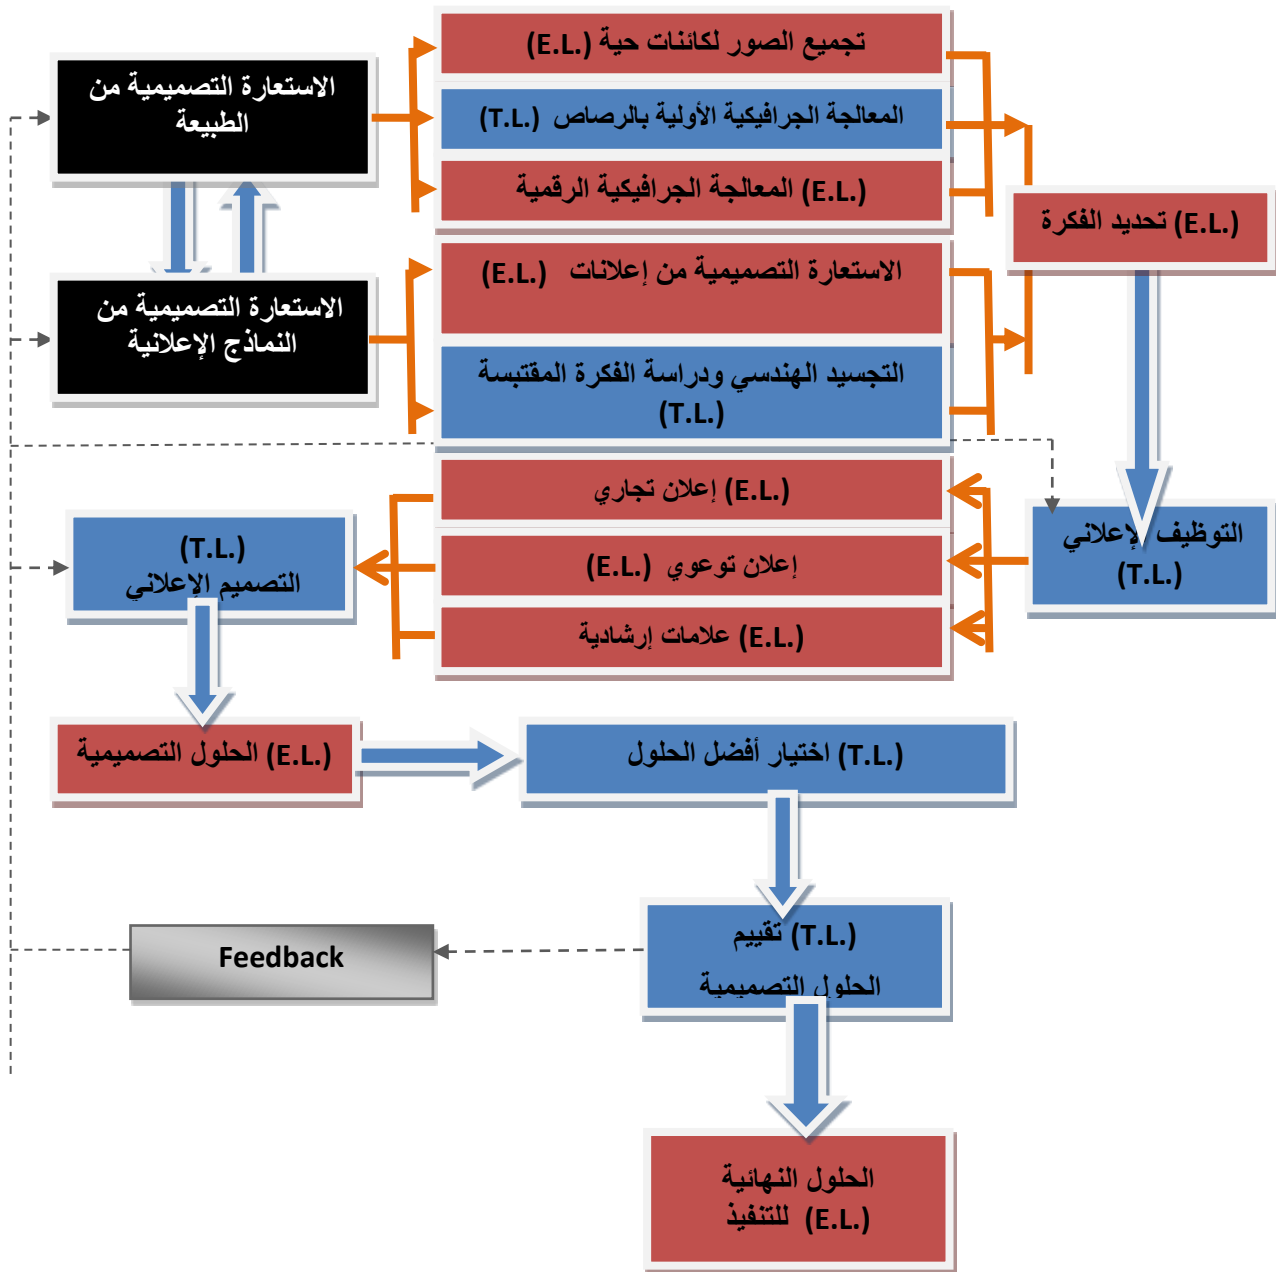 الاستعارة التصميمية من
الطبيعة
تجميع الصور لكائنات حية (E.L.)
المعالجة الجرافيكية الأولية بالرصاص (T.L.)
(E.L.) المعالجة الجرافيكية الرقمية
(E.L.) تحديد الفكرة
الاستعارة التصميمية من
النماذج الإعلانية
الاستعارة التصميمية من إعلانات (E.L.)
التجسيد الهندسي ودراسة الفكرة المقتبسة
(T.L.)
التوظيف الإعلاني
(T.L.)
(E.L.) إعلان تجاري
إعلان توعوي (E.L.)
(E.L.) علامات إرشادية
(T.L.)
التصميم الإعلاني
(E.L.) الحلول التصميمية
(T.L.) اختيار أفضل الحلول
(T.L.) تقييم
الحلول التصميمية
Feedback
الحلول النهائية
(E.L.) للتنفيذ